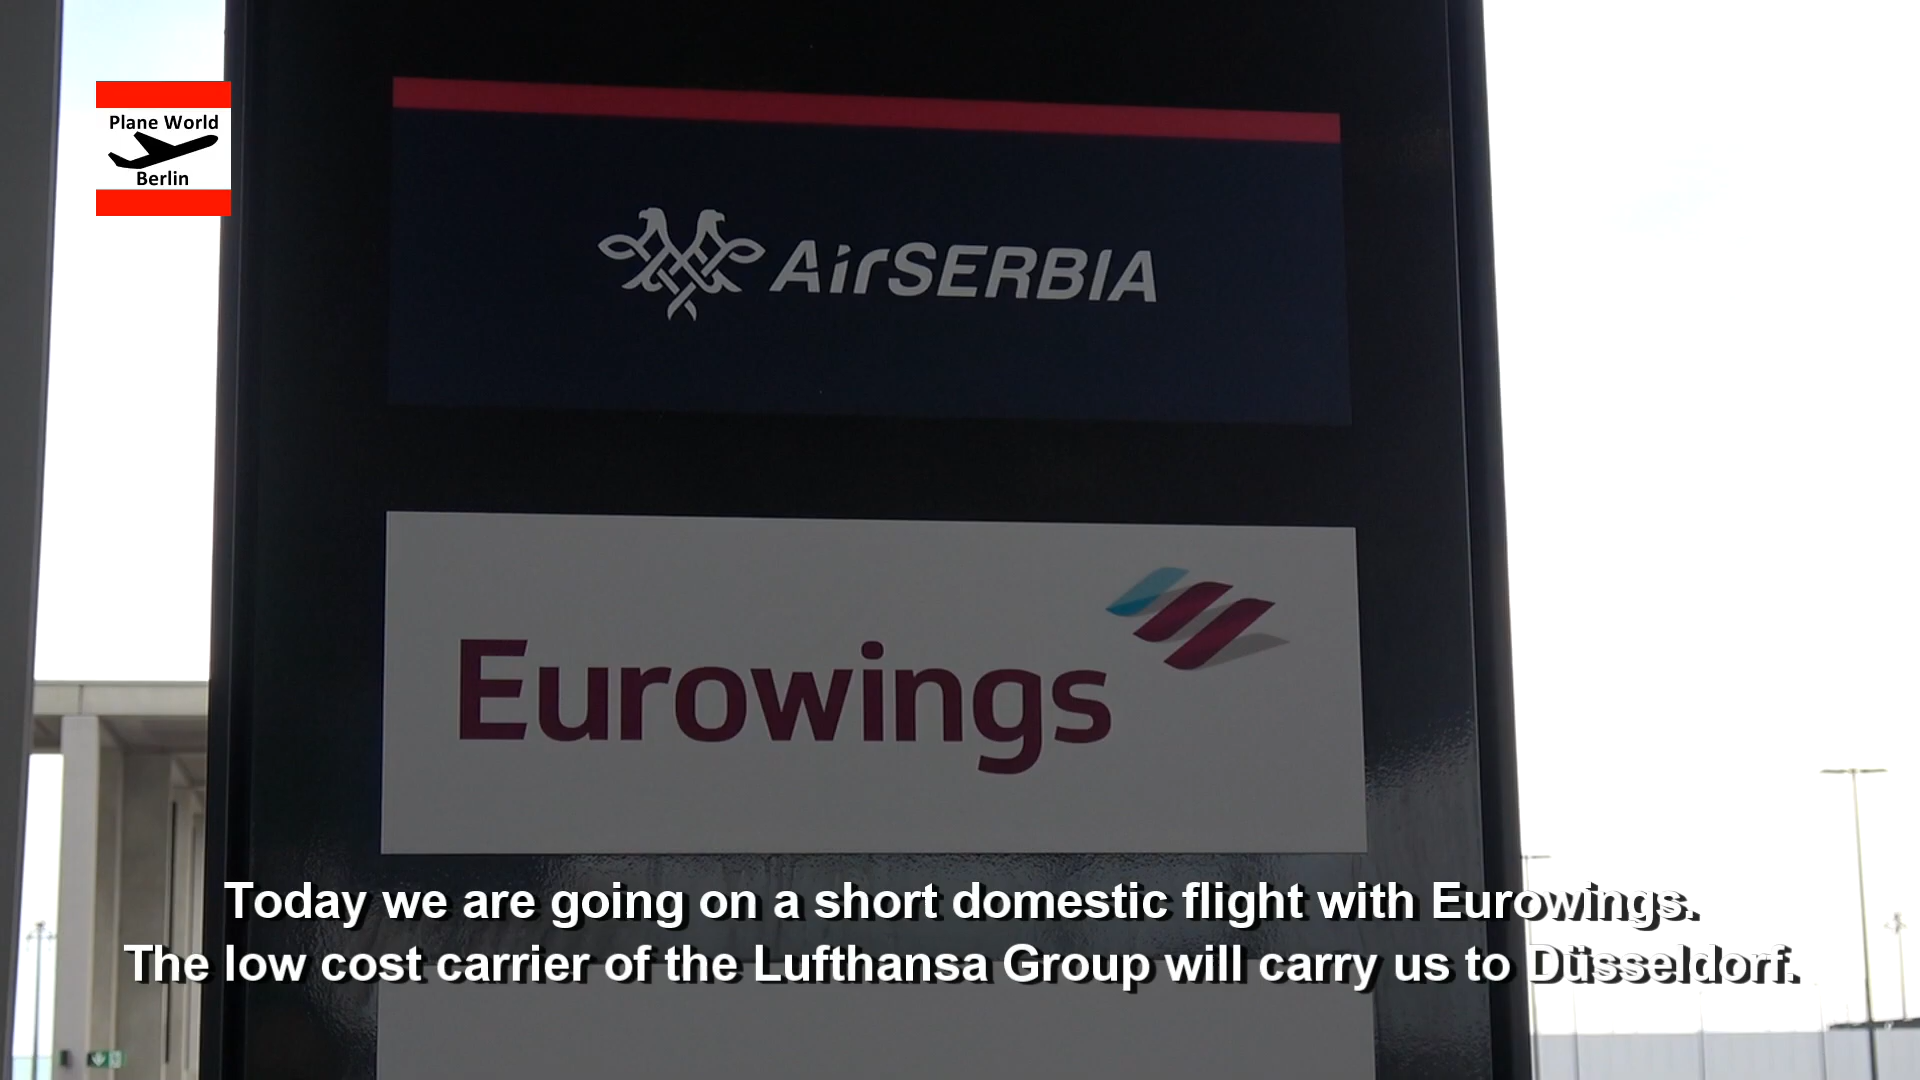 Plane World
Berlin
AirSERBIA
Eurowings
Today we are going on a short domestic flight with Eurowings.
The low cost carrier of the Lufthansa Group will carry us to Düsseldorf.